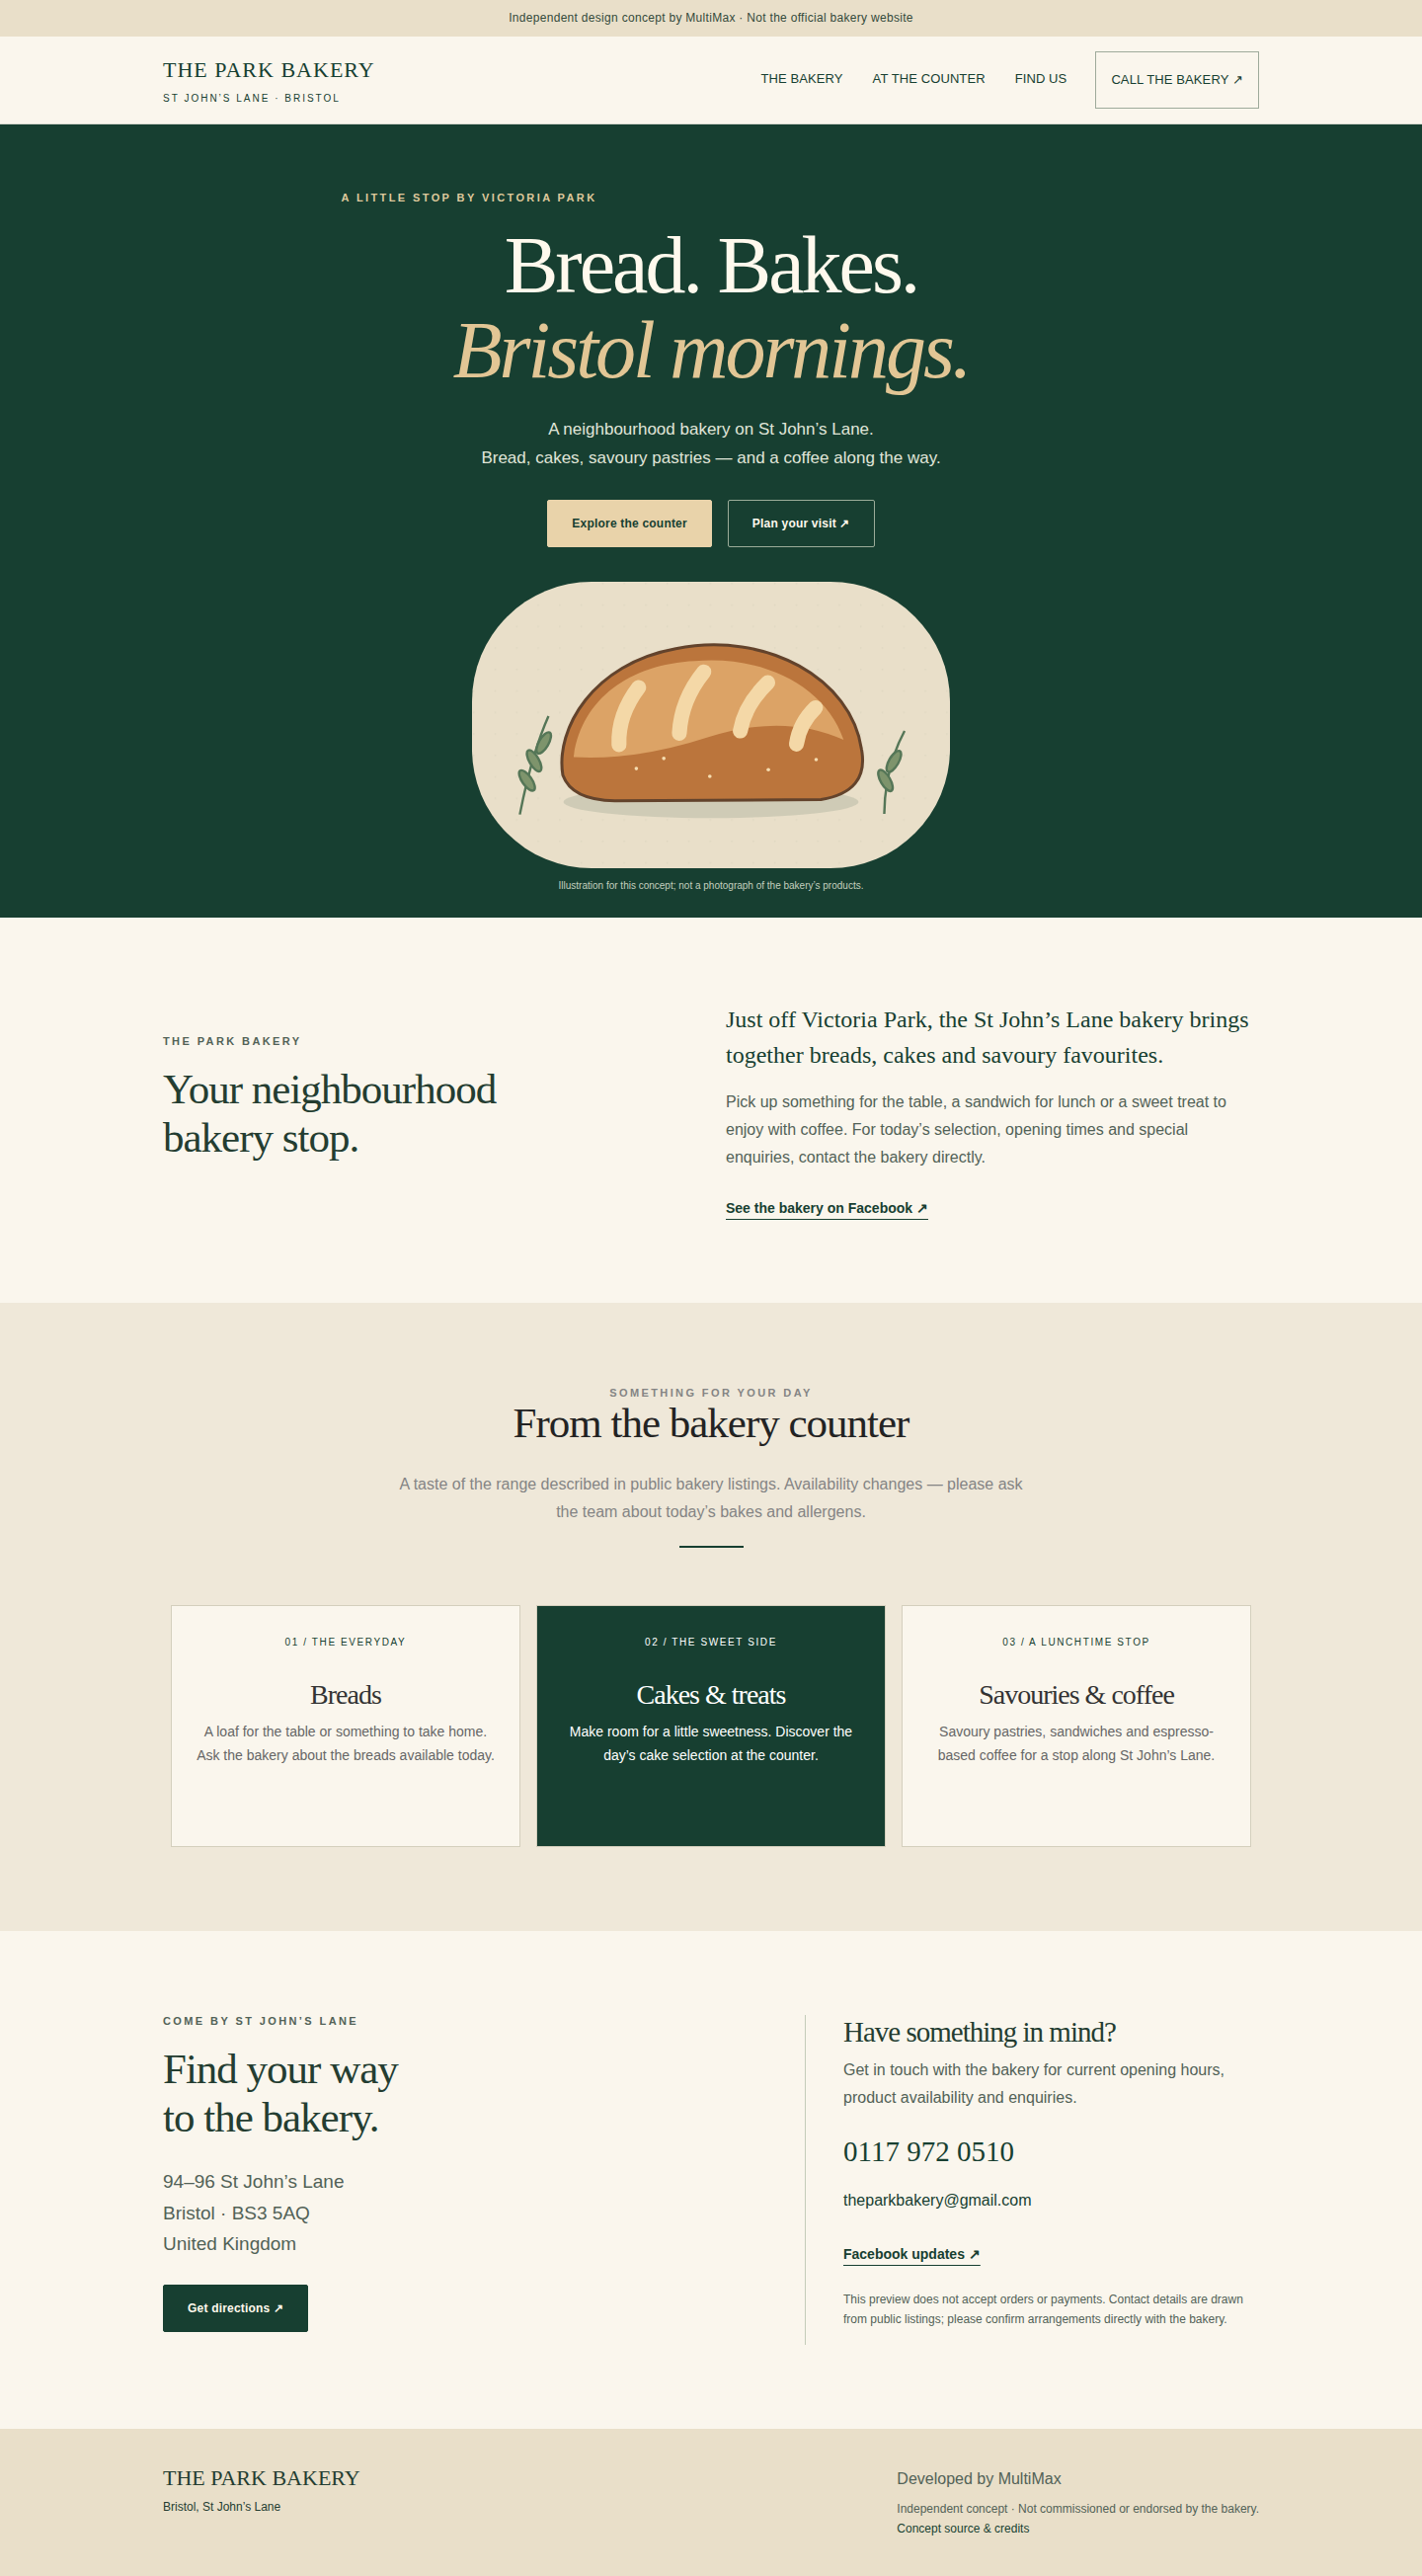 Independent design concept by MultiMax · Not the official bakery website
THE PARK BAKERY
ST JOHN’S LANE · BRISTOL
THE BAKERY
AT THE COUNTER
FIND US
CALL THE BAKERY ↗
A LITTLE STOP BY VICTORIA PARK
Bread. Bakes.
Bristol mornings.
A neighbourhood bakery on St John’s Lane.
Bread, cakes, savoury pastries — and a coffee along the way.
Explore the counter
Plan your visit ↗
Illustration for this concept; not a photograph of the bakery’s products.
THE PARK BAKERY
Your neighbourhood
bakery stop.
Just off Victoria Park, the St John’s Lane bakery brings
together breads, cakes and savoury favourites.
Pick up something for the table, a sandwich for lunch or a sweet treat to
enjoy with coffee. For today’s selection, opening times and special
enquiries, contact the bakery directly.
See the bakery on Facebook ↗
SOMETHING FOR YOUR DAY
From the bakery counter
A taste of the range described in public bakery listings. Availability changes — please ask
the team about today’s bakes and allergens.
01 / THE EVERYDAY
Breads
A loaf for the table or something to take home.
Ask the bakery about the breads available today.
02 / THE SWEET SIDE
Cakes & treats
Make room for a little sweetness. Discover the
day’s cake selection at the counter.
03 / A LUNCHTIME STOP
Savouries & coffee
Savoury pastries, sandwiches and espresso-
based coffee for a stop along St John’s Lane.
COME BY ST JOHN’S LANE
Find your way
to the bakery.
94–96 St John’s Lane
Bristol · BS3 5AQ
United Kingdom
Get directions ↗
Have something in mind?
Get in touch with the bakery for current opening hours,
product availability and enquiries.
0117 972 0510
theparkbakery@gmail.com
Facebook updates ↗
This preview does not accept orders or payments. Contact details are drawn
from public listings; please confirm arrangements directly with the bakery.
THE PARK BAKERY
Bristol, St John’s Lane
Developed by MultiMax
Independent concept · Not commissioned or endorsed by the bakery.
Concept source & credits